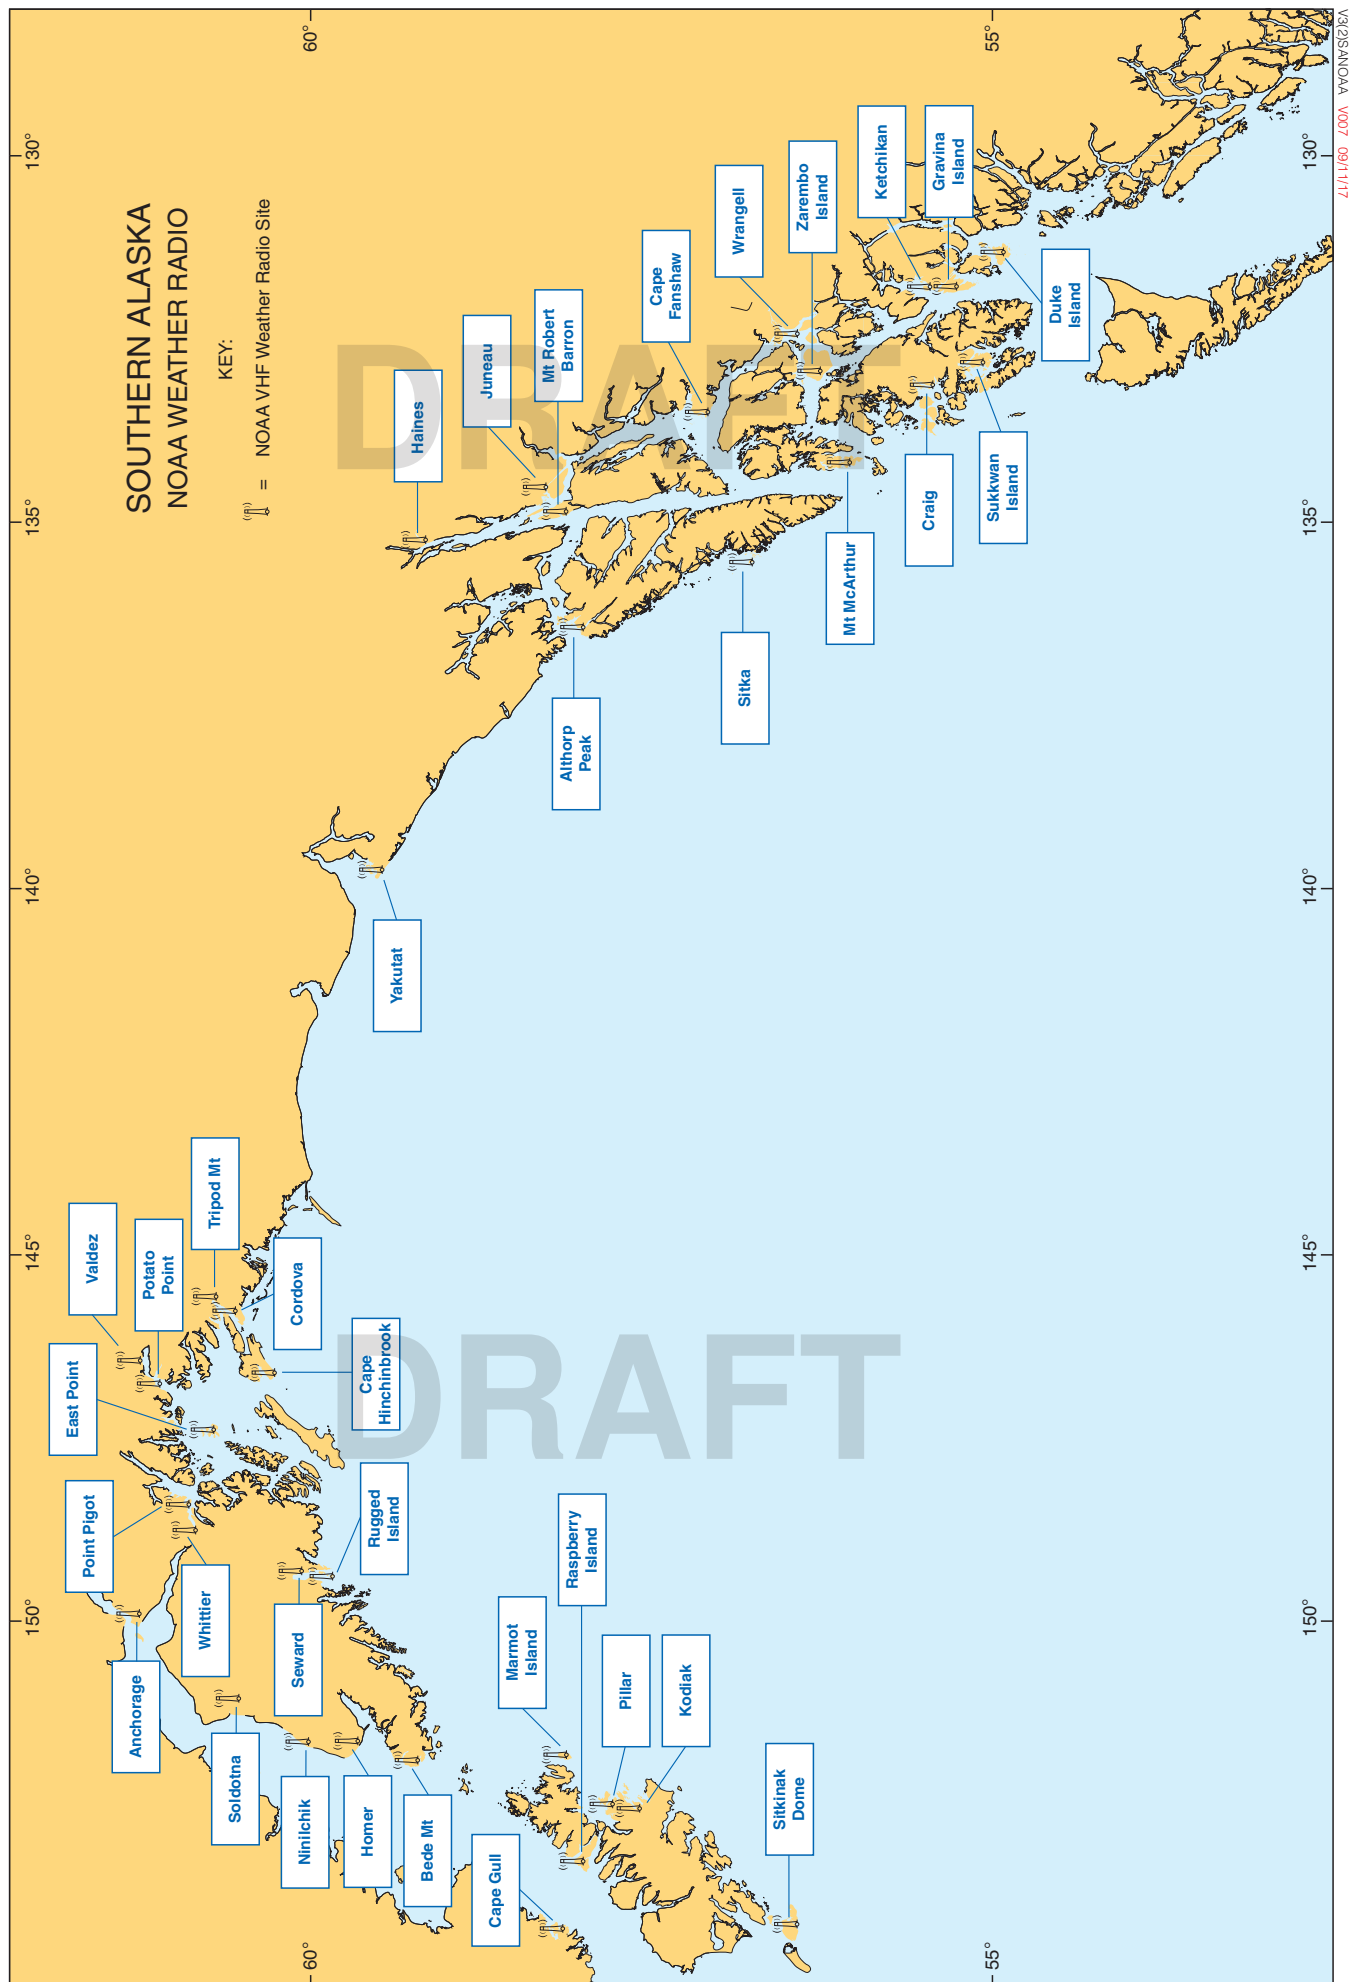 V3(2)SANOAA V007 09/11/17
SOUTHERN ALASKA
NOAA WEATHER RADIO
KEY:
= NOAA VHF Weather Radio Site
DRAFT
DRAFT
60°
55°
60°
55°
130°
135°
140°
145°
150°
130°
135°
140°
145°
150°
Point Pigot
East Point
Valdez
Potato
Point
Tripod Mt
Cordova
Cape
Hinchinbrook
Anchorage
Whittier
Seward
Rugged
Island
Soldotna
Ninilchik
Homer
Bede Mt
Cape Gull
Marmot
Island
Raspberry
Island
Pillar
Kodiak
Sitkinak
Dome
Yakutat
Althorp
Peak
Haines
Juneau
Mt Robert
Barron
Sitka
Cape
Fanshaw
Wrangell
Zarembo
Island
Ketchikan
Gravina
Island
Duke
Island
Mt McArthur
Craig
Sukkwan
Island